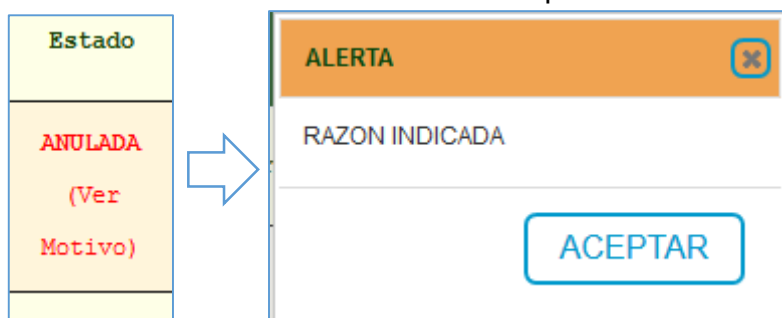 Estado
ANULADA
(Ver
Motivo)
ALERTA
RAZON INDICADA
ACEPTAR